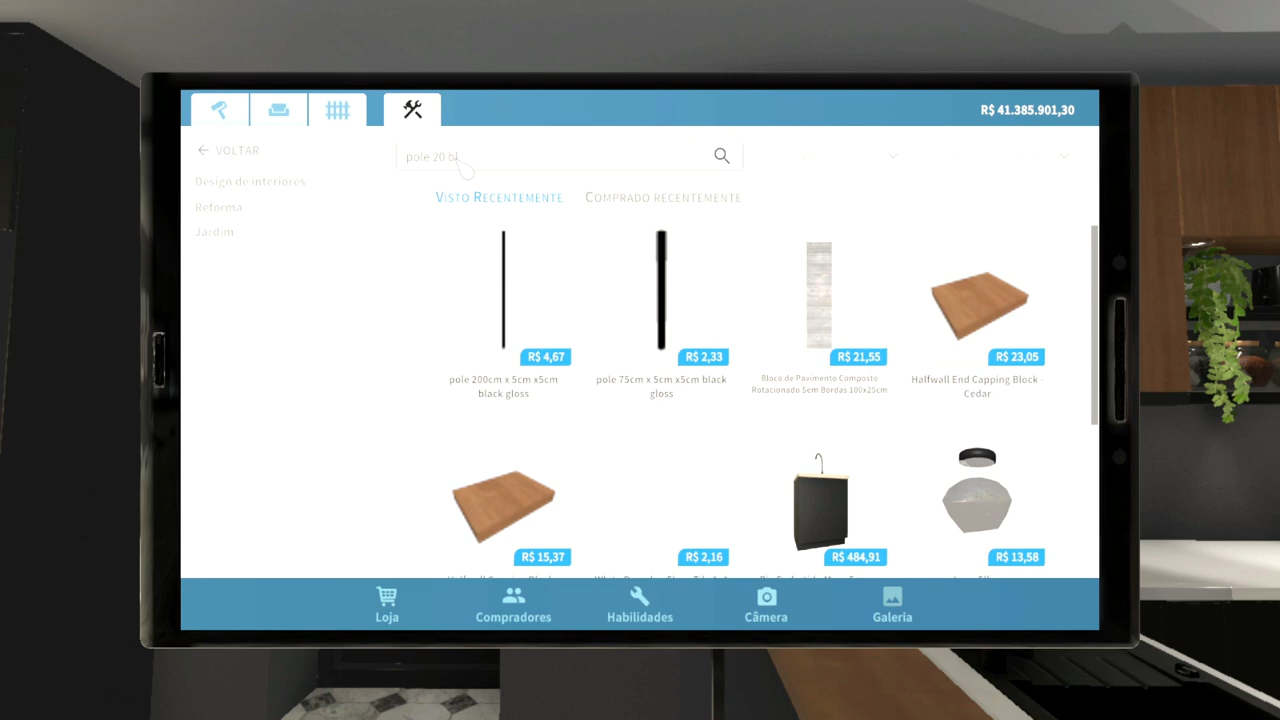 R$ 41.385.901,30
VOLTAR
pole 20 bl
Design de interiores
Reforma
Jardim
VISTO RECENTEMENTE
COMPRADO RECENTEMENTE
R$ 4,67
R$ 2,33
R$ 21,55
R$ 23,05
pole 200cm x 5cm x5cm
black gloss
pole 75cm x 5cm x5cm black
gloss
Bloco de Pavimento Composto
Rotacionado Sem Bordas 100x25cm
Halfwall End Capping Block -
Cedar
R$ 15,37
R$ 2,16
R$ 484,91
R$ 13,58
Loja
Compradores
Habilidades
Câmera
Galeria